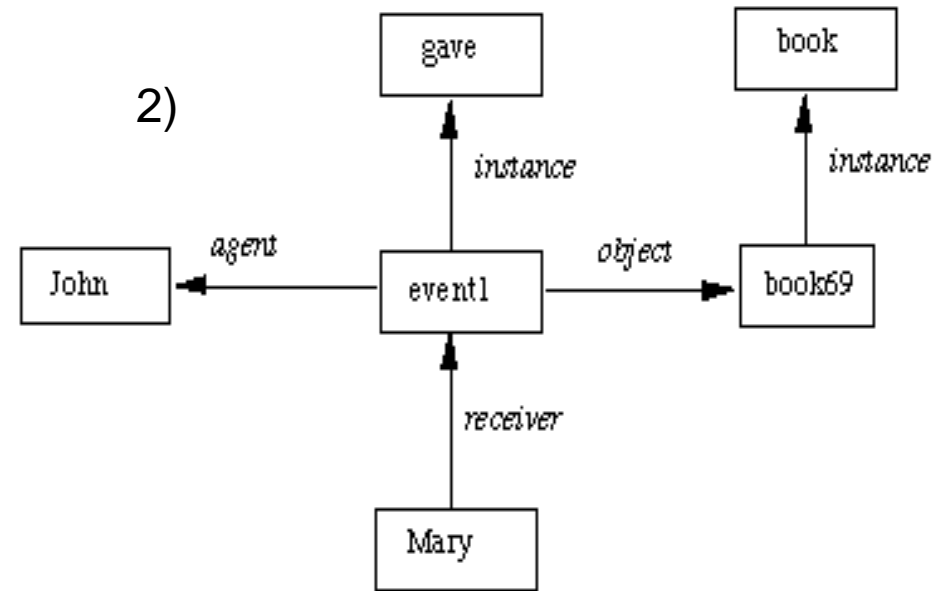 gave
book
2)
instance
instance
agent
object
John
event1
book69
receiver
Mary